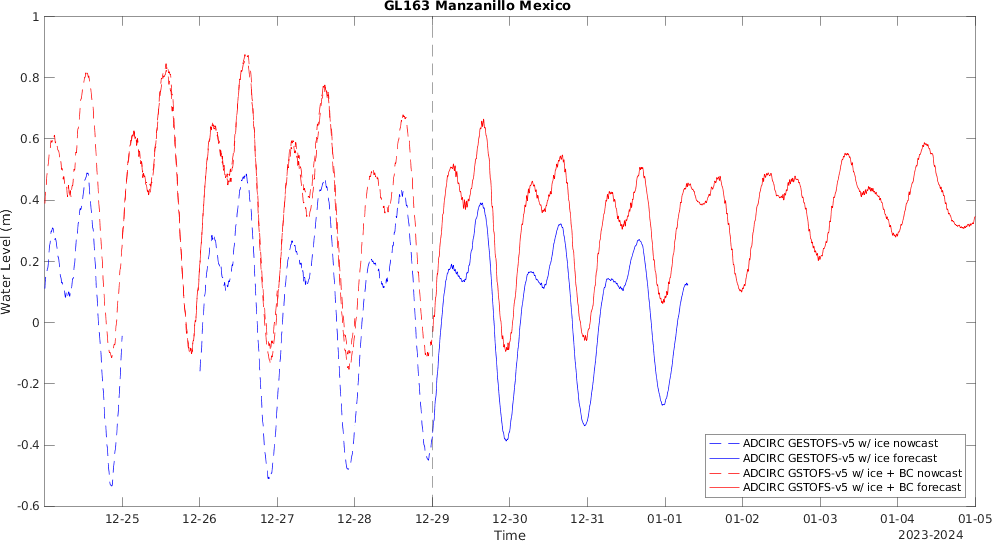 GL163 Manzanillo Mexico
1
0.8
0.6
0.4
0.2
0
-0.2
-0.4
-0.6
Water Level (m)
12-25 12-26 12-27 12-28 12-29 12-30 12-31 01-01 01-02 01-03 01-04 01-05
Time
2023-2024
ADCIRC GESTOFS-v5 w/ ice nowcast
ADCIRC GESTOFS-v5 w/ ice forecast
ADCIRC GSTOFS-v5 w/ ice + BC nowcast
ADCIRC GSTOFS-v5 w/ ice + BC forecast